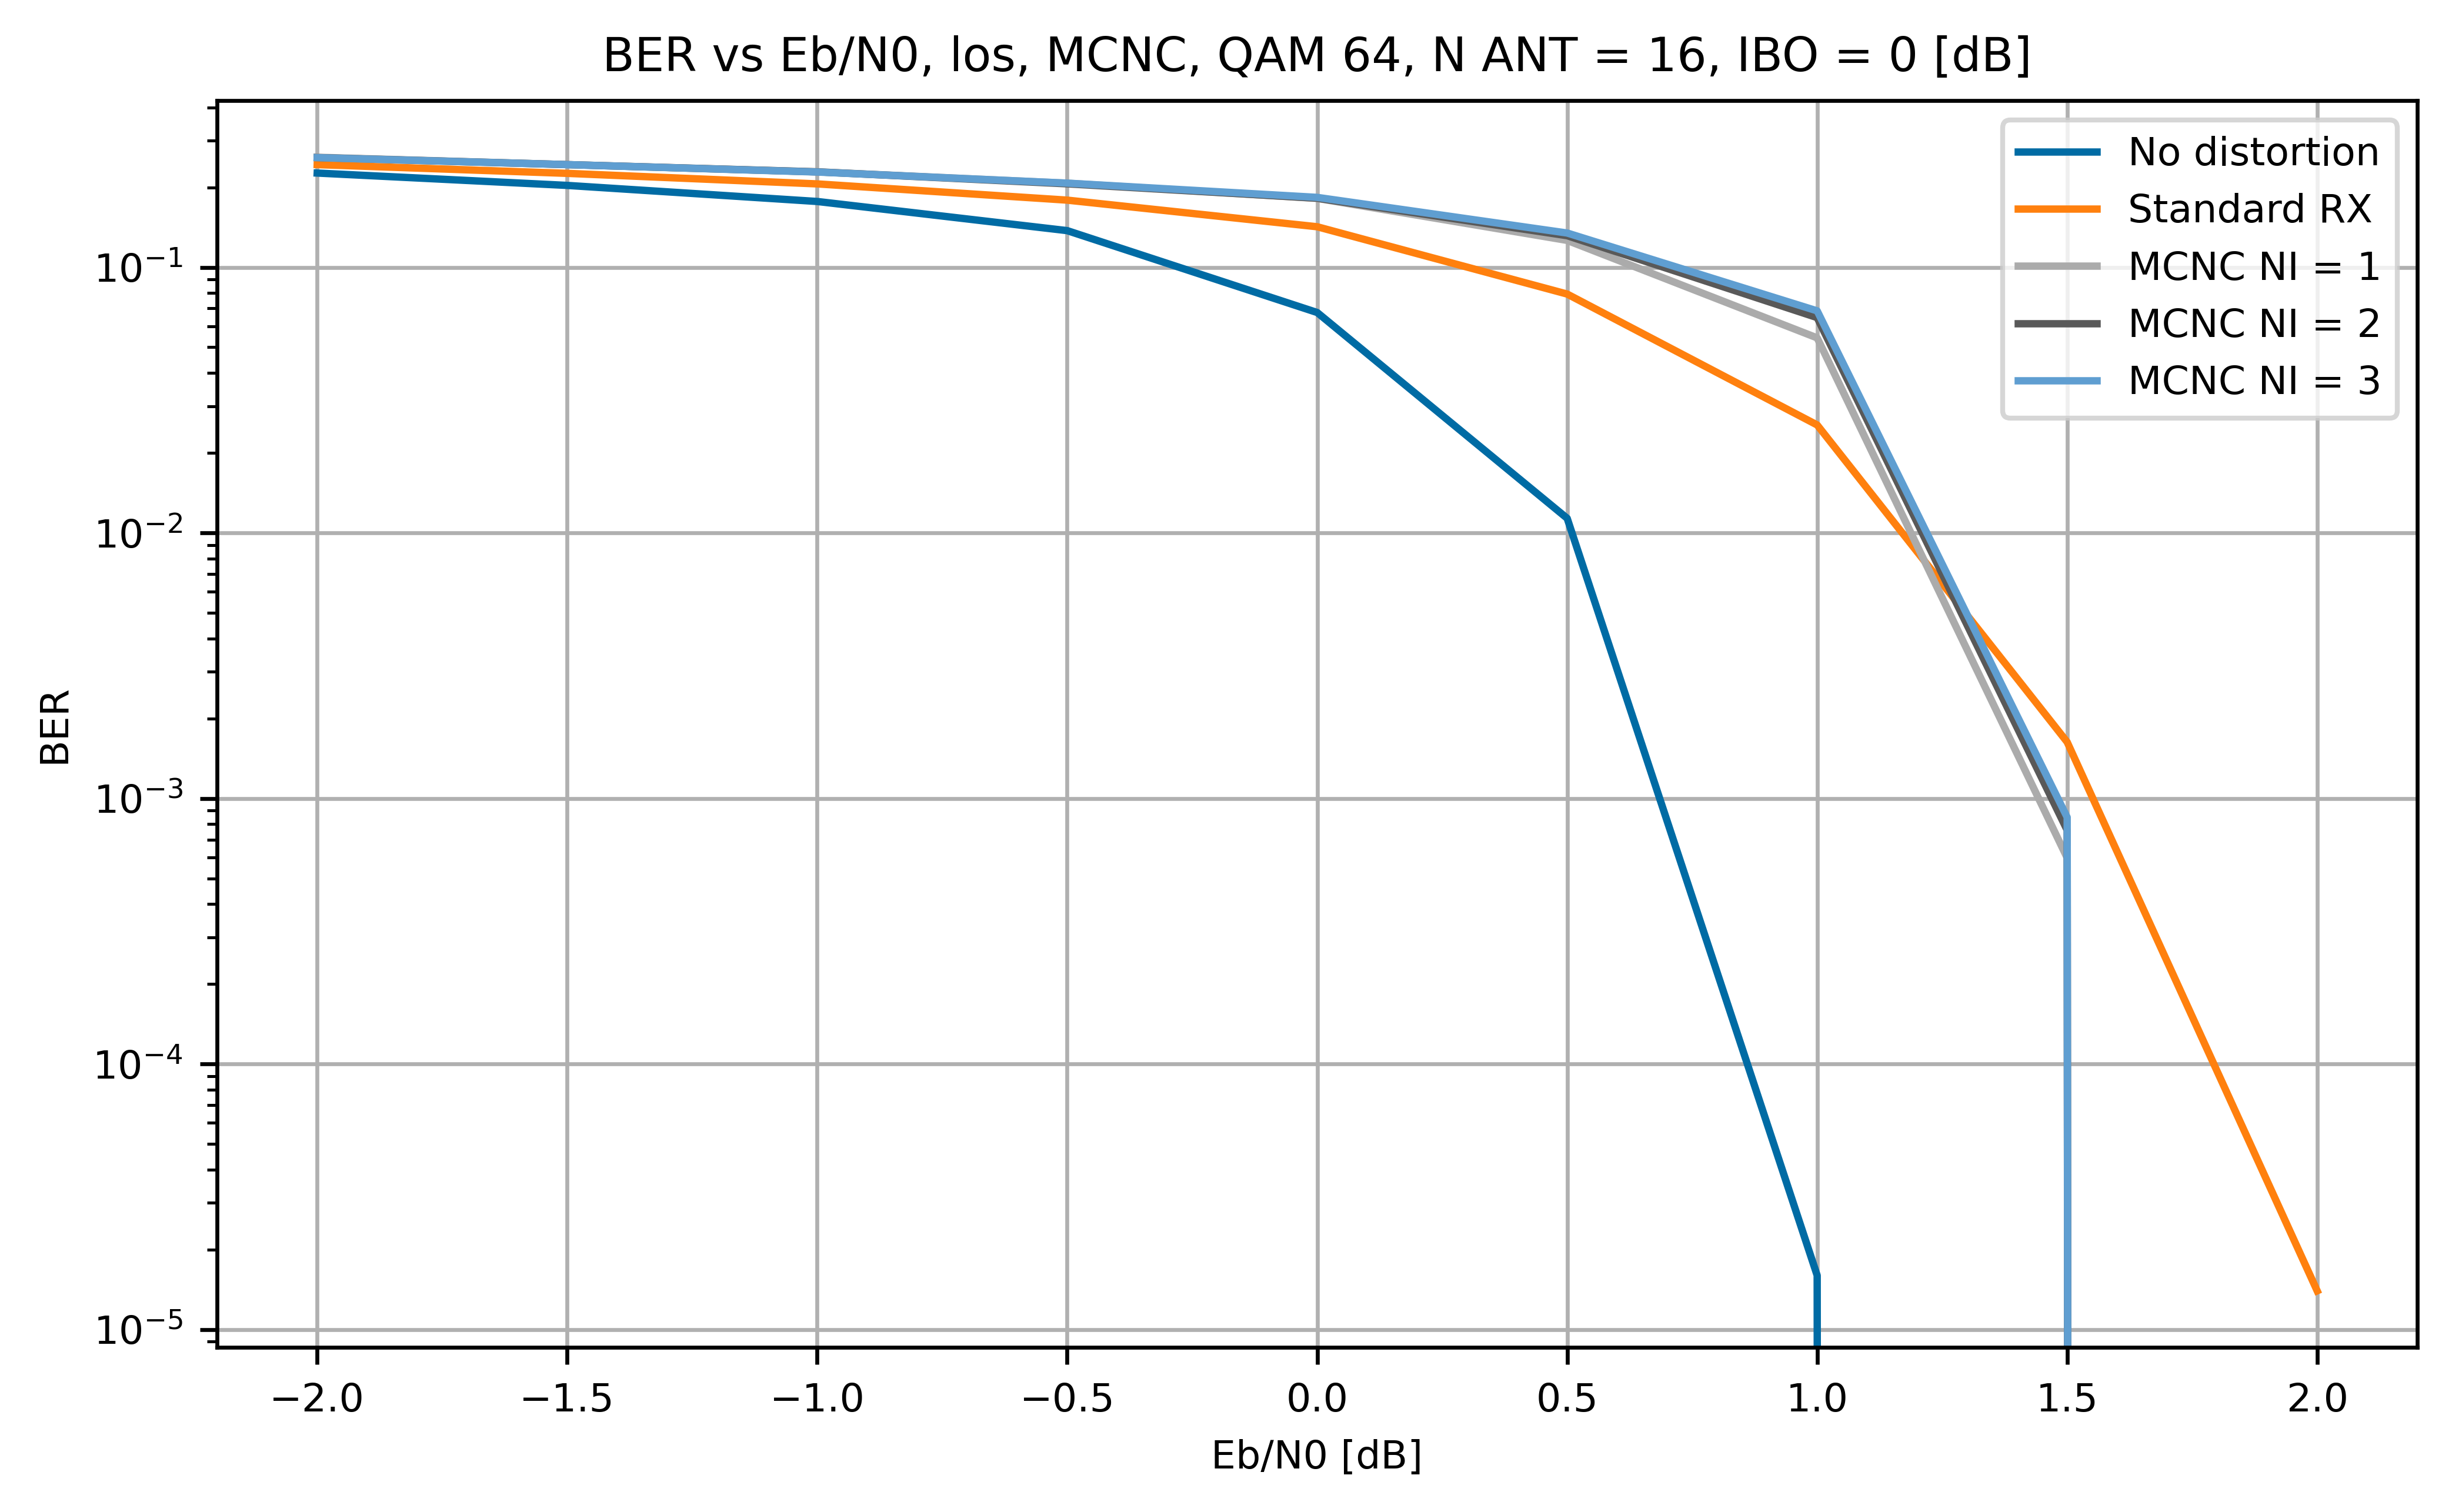 BER vs Eb/N0, los, MCNC, QAM 64, N ANT = 16, IBO = 0 [dB]
No distortion
Standard RX
MCNC NI = 1
MCNC NI = 2
MCNC NI = 3
BER
10⁻¹
10⁻²
10⁻³
10⁻⁴
10⁻⁵
−2.0 −1.5 −1.0 −0.5 0.0 0.5 1.0 1.5 2.0
Eb/N0 [dB]